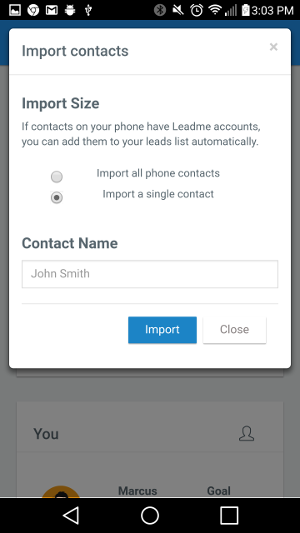 3:03 PM
Import contacts
×
Import Size
If contacts on your phone have Leadme accounts,
you can add them to your leads list automatically.
Import all phone contacts
Import a single contact
Contact Name
John Smith
Import
Close
You
Marcus
Goal